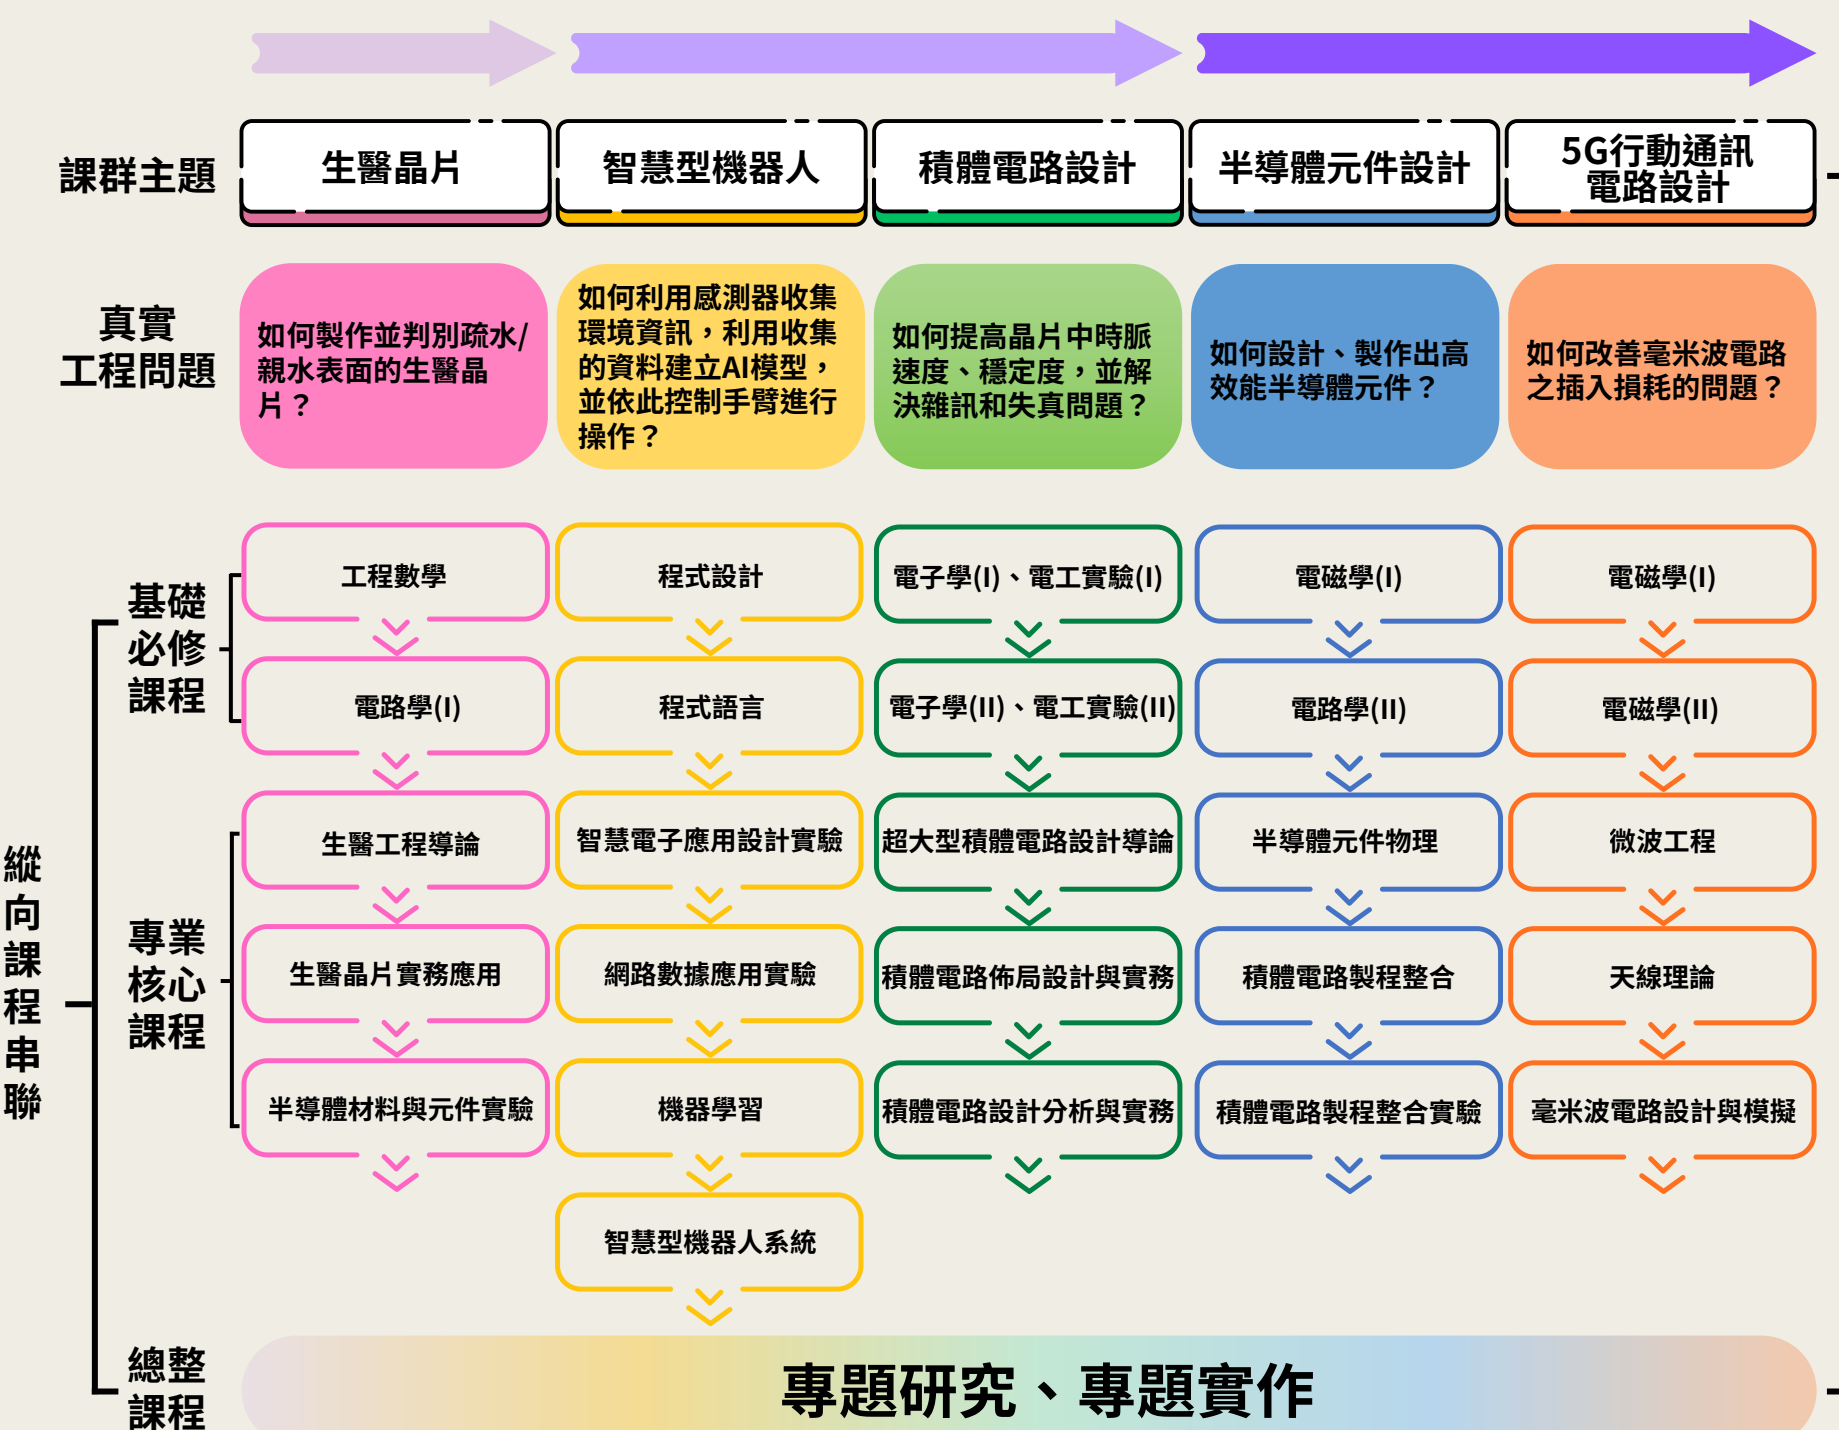 課群主題
生醫晶片
智慧型機器人
積體電路設計
半導體元件設計
5G行動通訊
電路設計
真實
工程問題
如何製作並判別疏水/
親水表面的生醫晶
片？
如何利用感測器收集
環境資訊，利用收集
的資料建立AI模型，
並依此控制手臂進行
操作？
如何提高晶片中時脈
速度、穩定度，並解
決雜訊和失真問題？
如何設計、製作出高
效能半導體元件？
如何改善毫米波電路
之插入損耗的問題？
縱
向
課
程
串
聯
基礎
必修
課程
工程數學
程式設計
電子學(I)、電工實驗(I)
電磁學(I)
電磁學(I)
電路學(I)
程式語言
電子學(II)、電工實驗(II)
電路學(II)
電磁學(II)
專業
核心
課程
生醫工程導論
智慧電子應用設計實驗
超大型積體電路設計導論
半導體元件物理
微波工程
生醫晶片實務應用
網路數據應用實驗
積體電路佈局設計與實務
積體電路製程整合
天線理論
半導體材料與元件實驗
機器學習
積體電路設計分析與實務
積體電路製程整合實驗
毫米波電路設計與模擬
智慧型機器人系統
總整
課程
專題研究、專題實作